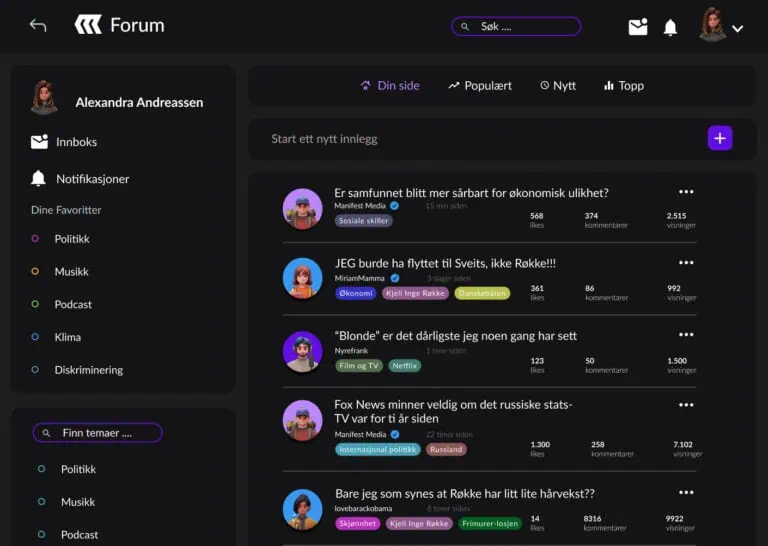 Forum
Søk ....
Alexandra Andreassen
Innboks
Notifikasjoner
Dine Favoritter
Politikk
Musikk
Podcast
Klima
Diskriminering
Finn temaer ....
Politikk
Musikk
Podcast
Din side
Populært
Nytt
Topp
Start ett nytt innlegg
Er samfunnet blitt mer sårbart for økonomisk ulikhet?
Manifest Media 15 min siden
Sosiale skiller
568 374 2.515
likes kommentarer visninger
JEG burde ha flyttet til Sveits, ikke Røkke!!!
MiriamMamma 3 dager siden
Økonomi Kjell Inge Røkke Danskebåten
361 86 992
likes kommentarer visninger
“Blonde” er det dårligste jeg noen gang har sett
Nyrefrank 1 timer siden
Film og TV Netflix
123 50 1.500
likes kommentarer visninger
Fox News minner veldig om det russiske stats-
TV var for ti år siden
Manifest Media 22 timer siden
Internasjonal politikk Russland
1.300 258 7.102
likes kommentarer visninger
Bare jeg som synes at Røkke har litt lite hårvekst??
lovebarackobama 8 timer siden
Skjønnhet Kjell Inge Røkke Frimurer-losjen
14 8316 9922
likes kommentarer visninger